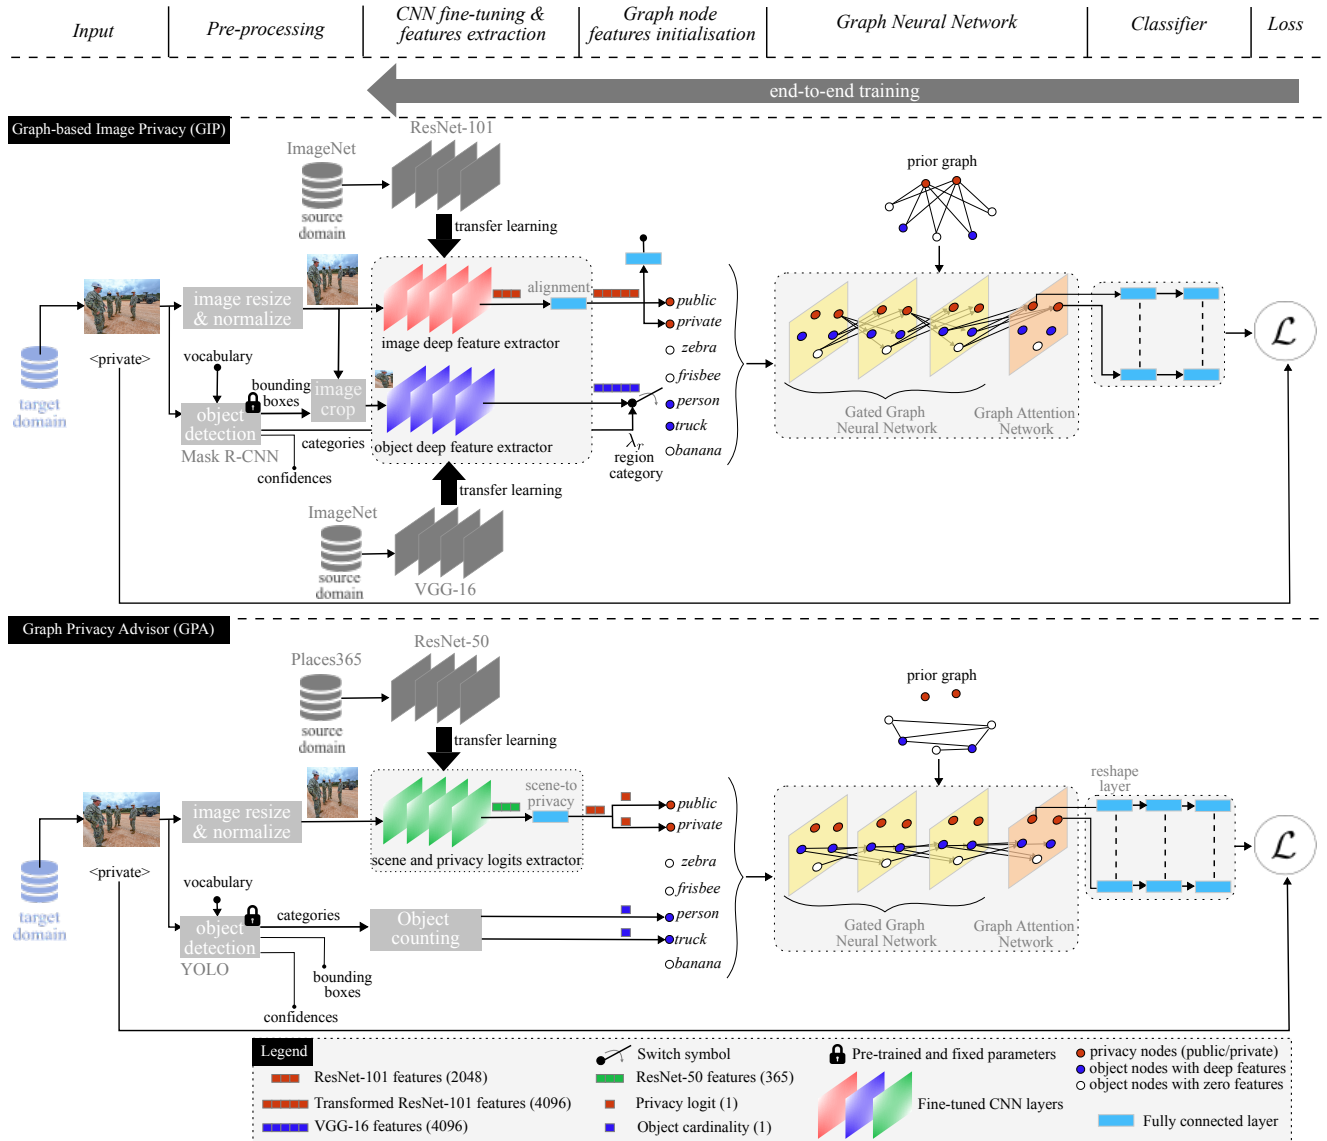 Input
Pre-processing
CNN fine-tuning &
features extraction
Graph node
features initialisation
Graph Neural Network
Classifier
Loss
end-to-end training
Graph-based Image Privacy (GIP)
ResNet-101
ImageNet
source
domain
transfer learning
prior graph
image resize
& normalize
alignment
image deep feature extractor
public
private
zebra
frisbee
person
truck
banana
<private>
target
domain
vocabulary
bounding
boxes
object
detection
Mask R-CNN
image
crop
categories
confidences
object deep feature extractor
λr
region
category
Gated Graph
Neural Network
Graph Attention
Network
L
transfer learning
ImageNet
source
domain
VGG-16
Graph Privacy Advisor (GPA)
ResNet-50
Places365
source
domain
transfer learning
prior graph
image resize
& normalize
scene-to
privacy
scene and privacy logits extractor
public
private
zebra
frisbee
person
truck
banana
reshape
layer
<private>
target
domain
vocabulary
object
detection
YOLO
categories
Object
counting
bounding
boxes
confidences
Gated Graph
Neural Network
Graph Attention
Network
L
Legend
ResNet-101 features (2048)
Transformed ResNet-101 features (4096)
VGG-16 features (4096)
Switch symbol
ResNet-50 features (365)
Privacy logit (1)
Object cardinality (1)
Pre-trained and fixed parameters
Fine-tuned CNN layers
privacy nodes (public/private)
object nodes with deep features
object nodes with zero features
Fully connected layer